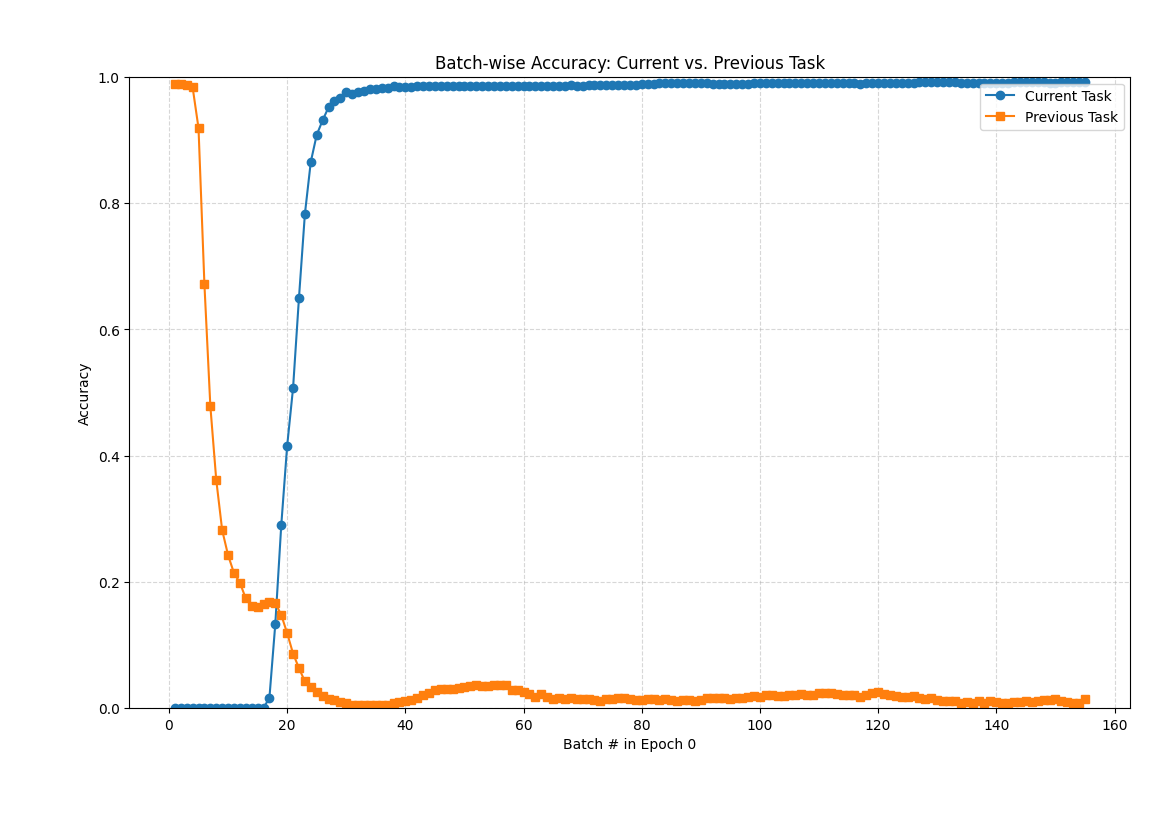 Batch-wise Accuracy: Current vs. Previous Task
1.0
0.8
0.6
0.4
0.2
0.0
Accuracy
Current Task
Previous Task
0 20 40 60 80 100 120 140 160
Batch # in Epoch 0